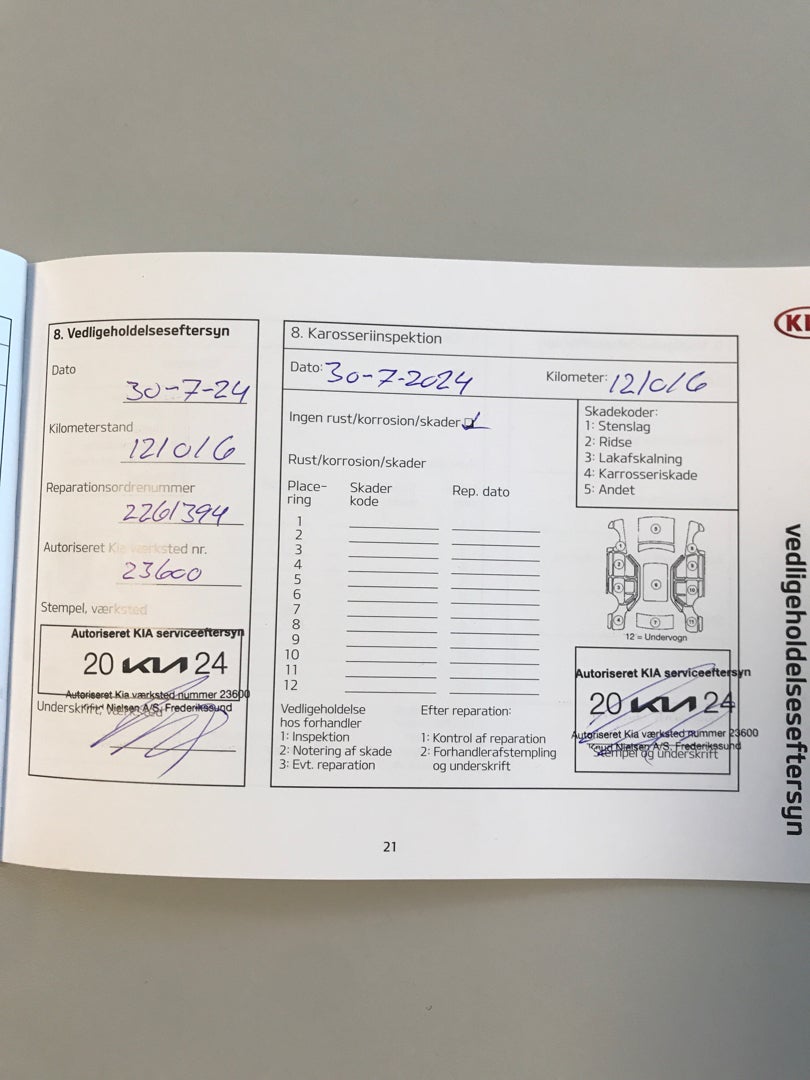 8. Vedligeholdelseseftersyn
Dato
30-7-24
Kilometerstand
121016
Reparationsordrenummer
2261394
Autoriseret Kia værksted nr.
23600
Stempel, værksted
Autoriseret KIA serviceeftersyn
20 KIA 24
Autoriseret Kia værksted nummer 23600
Knud Nielsen A/S, Frederikssund
Underskrift, værksted
8. Karosseriinspektion
Dato: 30-7-2024
Kilometer: 121016
Ingen rust/korrosion/skader
Rust/korrosion/skader
Skadekoder:
1: Stenslag
2: Ridse
3: Lakafskalning
4: Karrosseriskade
5: Andet
Place-
ring
Skader
kode
Rep. dato
1
2
3
4
5
6
7
8
9
10
11
12
12 = Undervogn
Vedligeholdelse
hos forhandler
1: Inspektion
2: Notering af skade
3: Evt. reparation
Efter reparation:
1: Kontrol af reparation
2: Forhandlerafstempling
og underskrift
Autoriseret KIA serviceeftersyn
20 KIA 24
Autoriseret Kia værksted nummer 23600
Knud Nielsen A/S, Frederikssund
Stempel og underskrift
21
KI
vedligeholdelseseftersyn